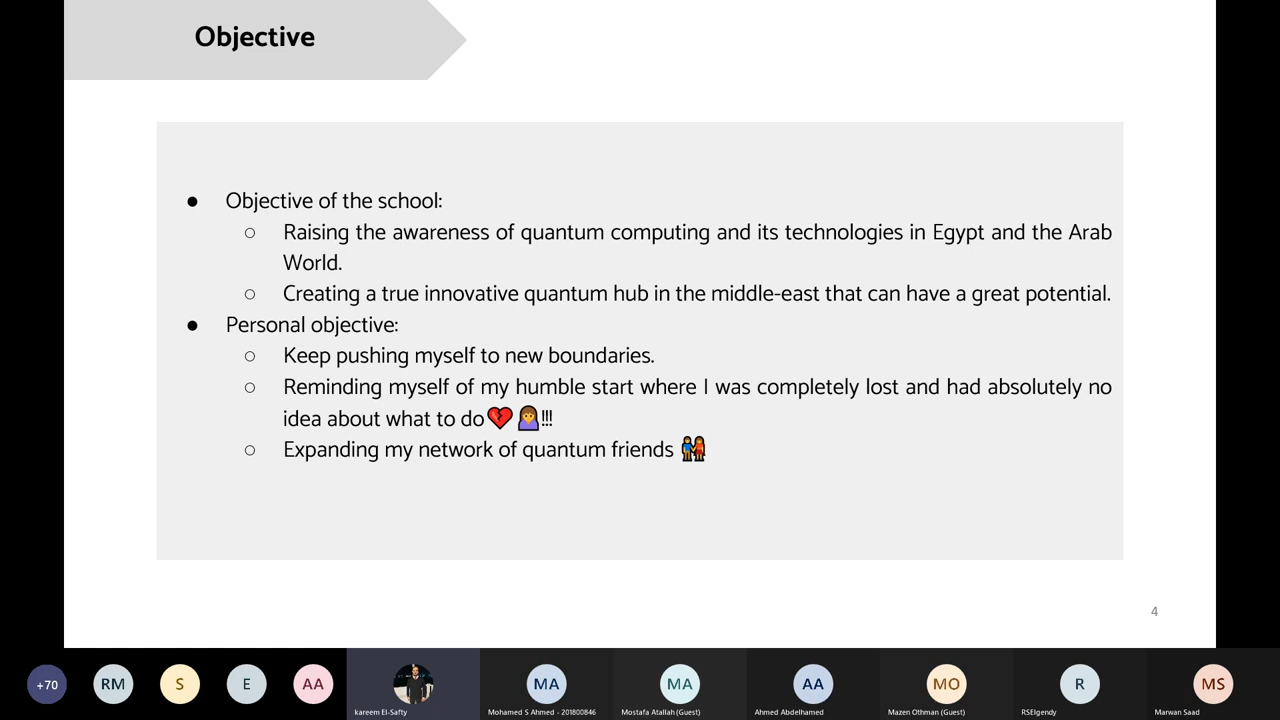 Objective
● Objective of the school:
○ Raising the awareness of quantum computing and its technologies in Egypt and the Arab
World.
○ Creating a true innovative quantum hub in the middle-east that can have a great potential.
● Personal objective:
○ Keep pushing myself to new boundaries.
○ Reminding myself of my humble start where I was completely lost and had absolutely no
idea about what to do💔 🤷‍♀️!!!
○ Expanding my network of quantum friends 👫
4
+70 RM S E AA MA MA AA MO R MS
kareem El-Safty Mohamed S Ahmed - 201800846 Mostafa Atallah (Guest) Ahmed Abdelhamed Mazen Othman (Guest) RSElgendy Marwan Saad